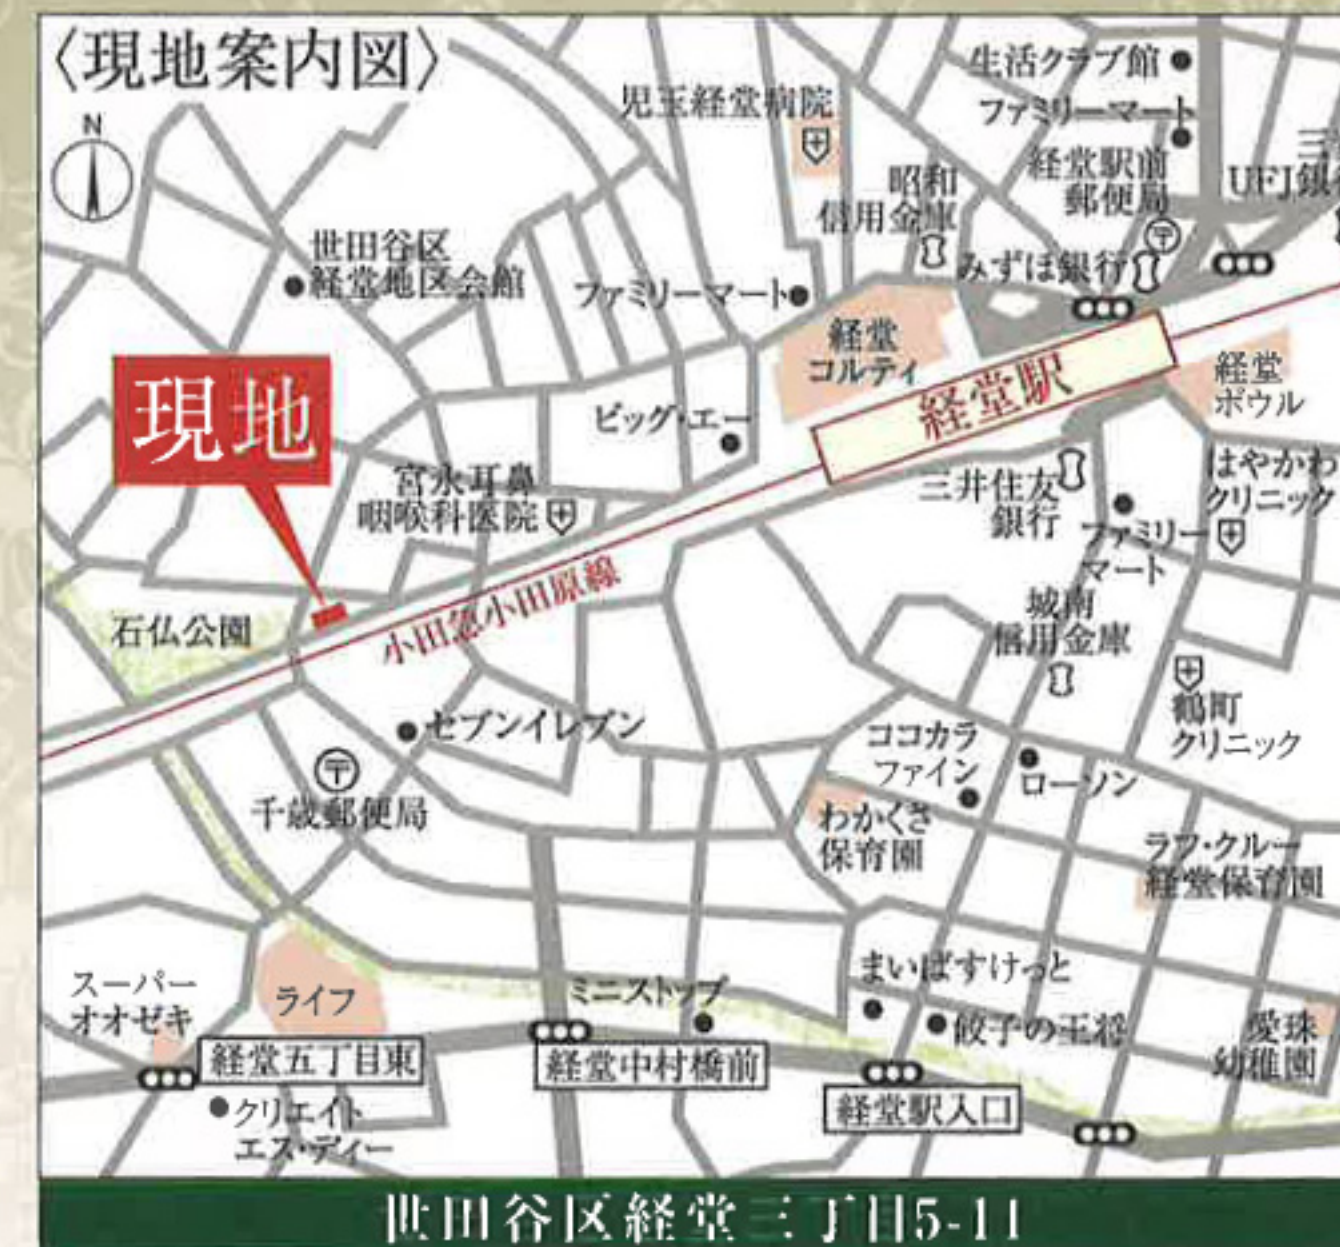 〈現地案内図〉
N
生活クラブ館
ファミリーマート
児玉経堂病院
経堂駅前
郵便局
三
UFJ銀行
昭和
信用金庫
みずほ銀行
世田谷区
経堂地区会館
ファミリーマート
経堂
コルティ
経堂駅
経堂
ボウル
現地
ビッグ・エー
宮永耳鼻
咽喉科医院
三井住友
銀行
はやかわ
クリニック
ファミリー
マート
小田急小田原線
石仏公園
城南
信用金庫
鶴町
クリニック
セブンイレブン
ココカラ
ファイン
ローソン
千歳郵便局
わかくさ
保育園
ラフ・クルー
経堂保育園
スーパー
オオゼキ
ライフ
ミニストップ
まいばすけっと
餃子の王将
愛珠
幼稚園
経堂五丁目東
経堂中村橋前
経堂駅入口
クリエイト
エス・ディー
世田谷区経堂三丁目5-11